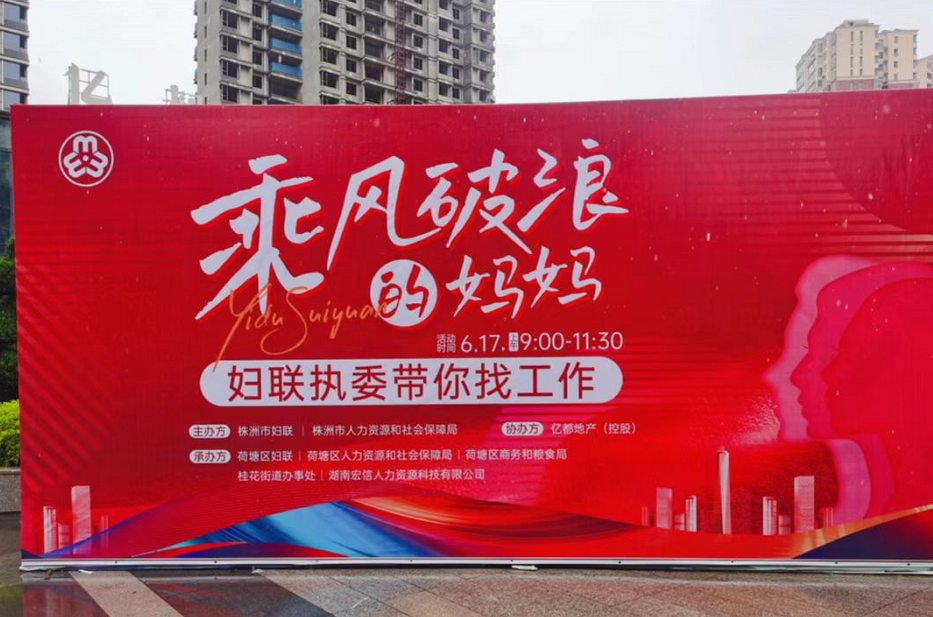 乘风破浪
的妈妈
Yidu Suiyuan
活动时间 6.17.上午9:00-11:30
妇联执委带你找工作
主办方 株洲市妇联 | 株洲市人力资源和社会保障局 协办方 亿都地产（控股）
承办方 荷塘区妇联 | 荷塘区人力资源和社会保障局 | 荷塘区商务和粮食局
桂花街道办事处 | 湖南宏信人力资源科技有限公司